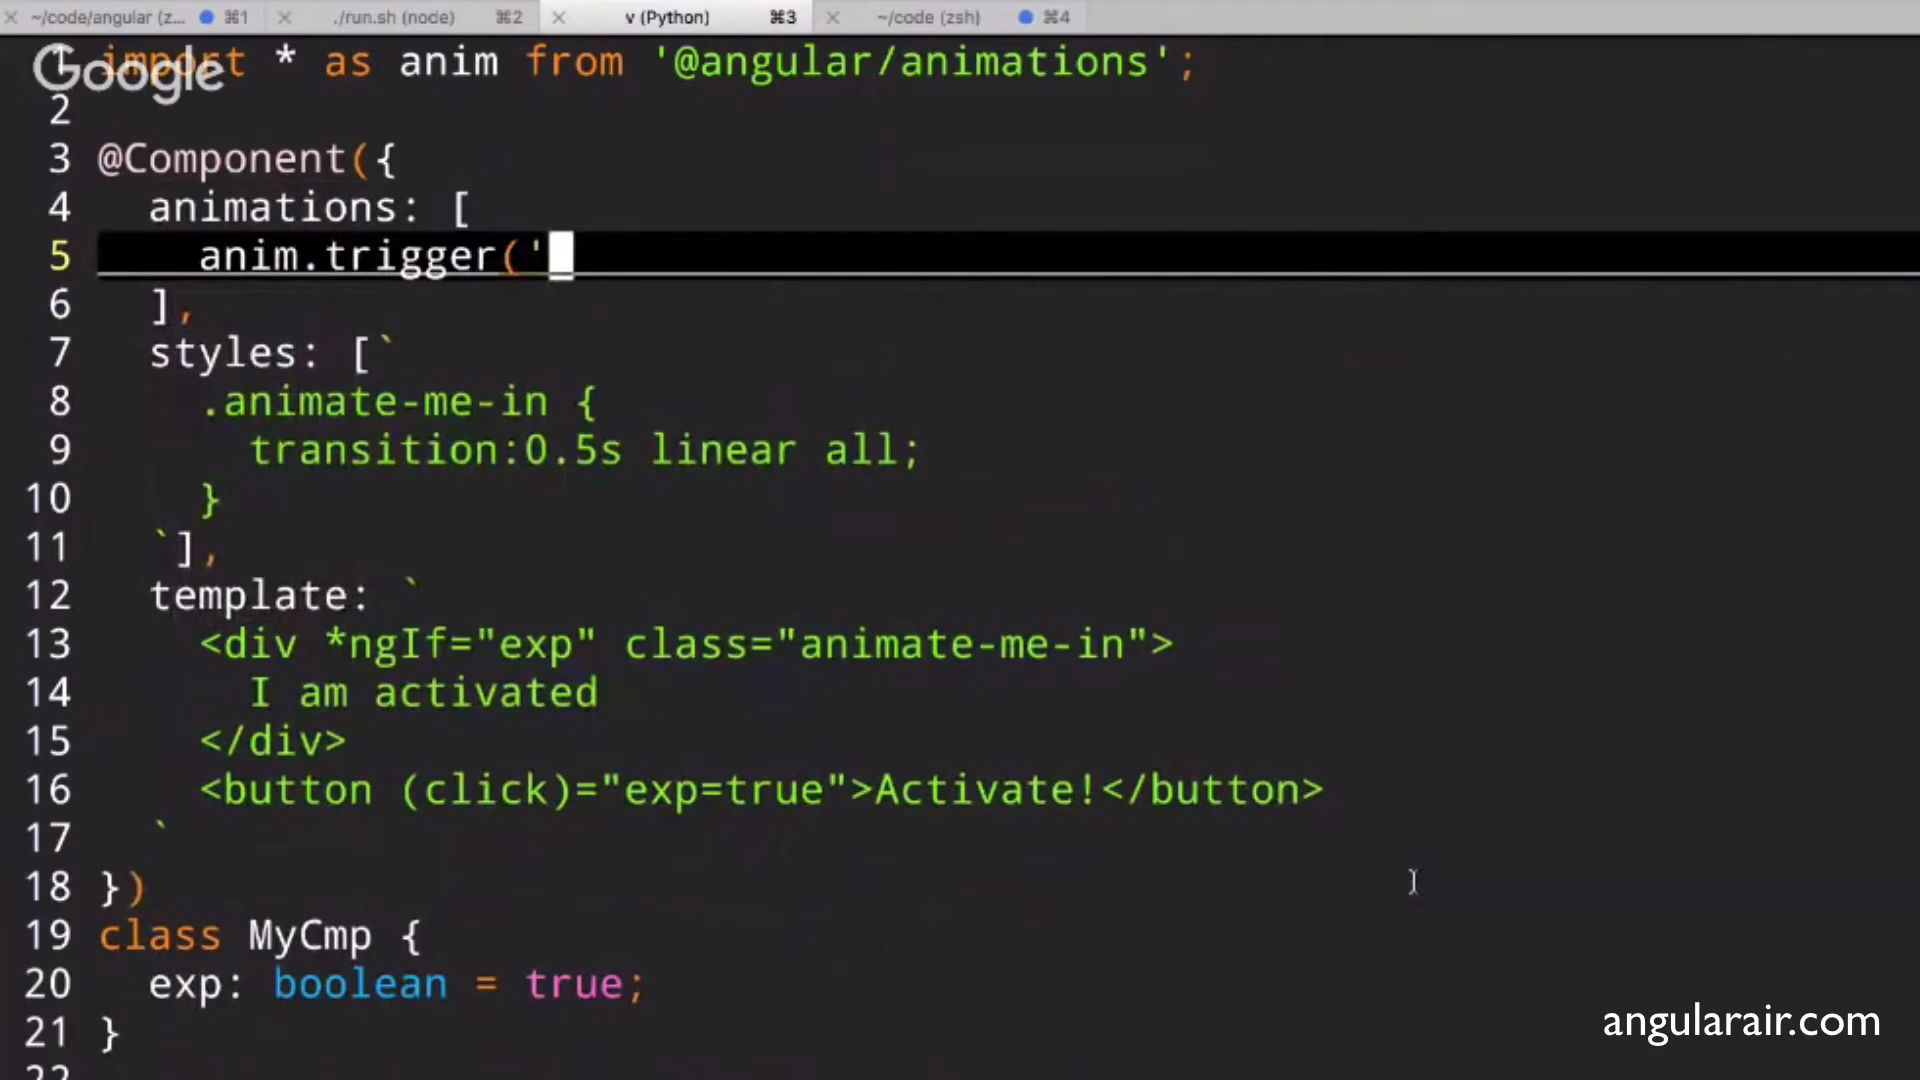 ~/code/angular (z... ⌘1 ./run.sh (node) ⌘2 v (Python) ⌘3 ~/code (zsh) ⌘4
Google
1 import * as anim from '@angular/animations';
2
3 @Component({
4 animations: [
5 anim.trigger('
6 ],
7 styles: [`
8 .animate-me-in {
9 transition:0.5s linear all;
10 }
11 `],
12 template: `
13 <div *ngIf="exp" class="animate-me-in">
14 I am activated
15 </div>
16 <button (click)="exp=true">Activate!</button>
17 `
18 })
19 class MyCmp {
20 exp: boolean = true;
21 }
22
angularair.com